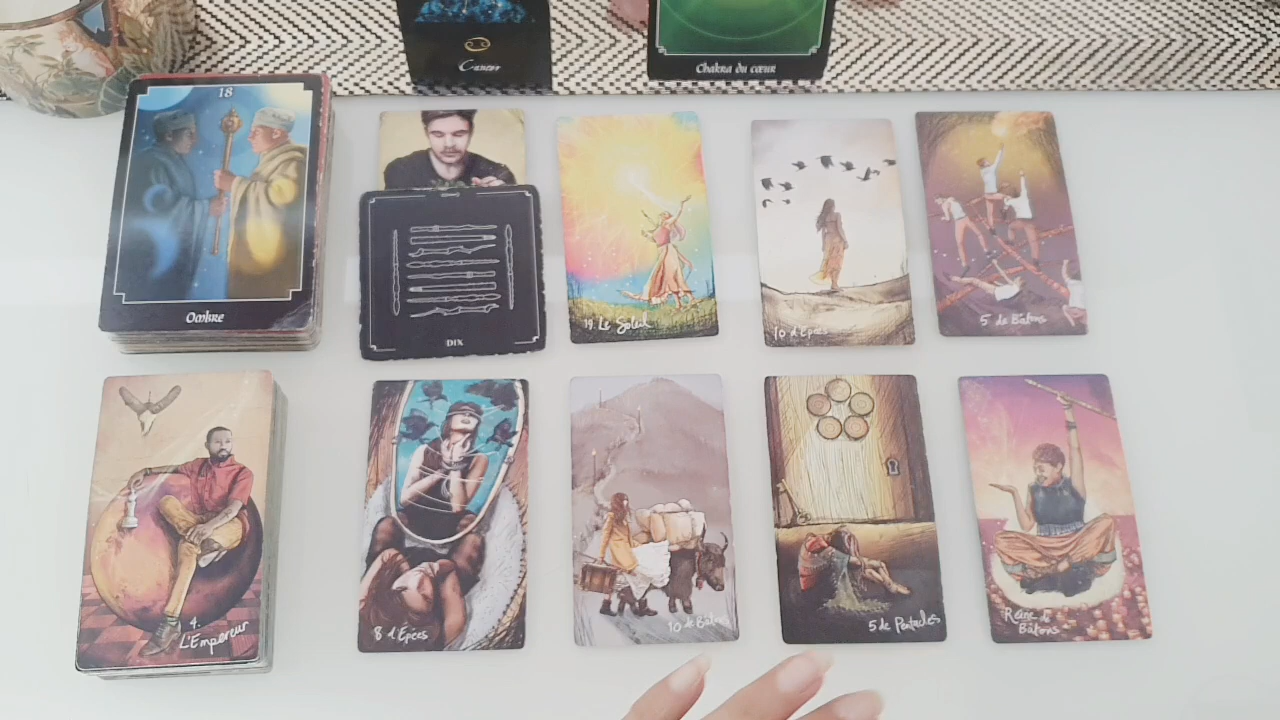 Cancer
Chakra du cœur
18
Ombre
DIX
19. Le Soleil
10 d'Épées
5 de Bâtons
4.
L'Empereur
8 d'Épées
10 de Bâtons
5 de Pentacles
Reine de
Bâtons